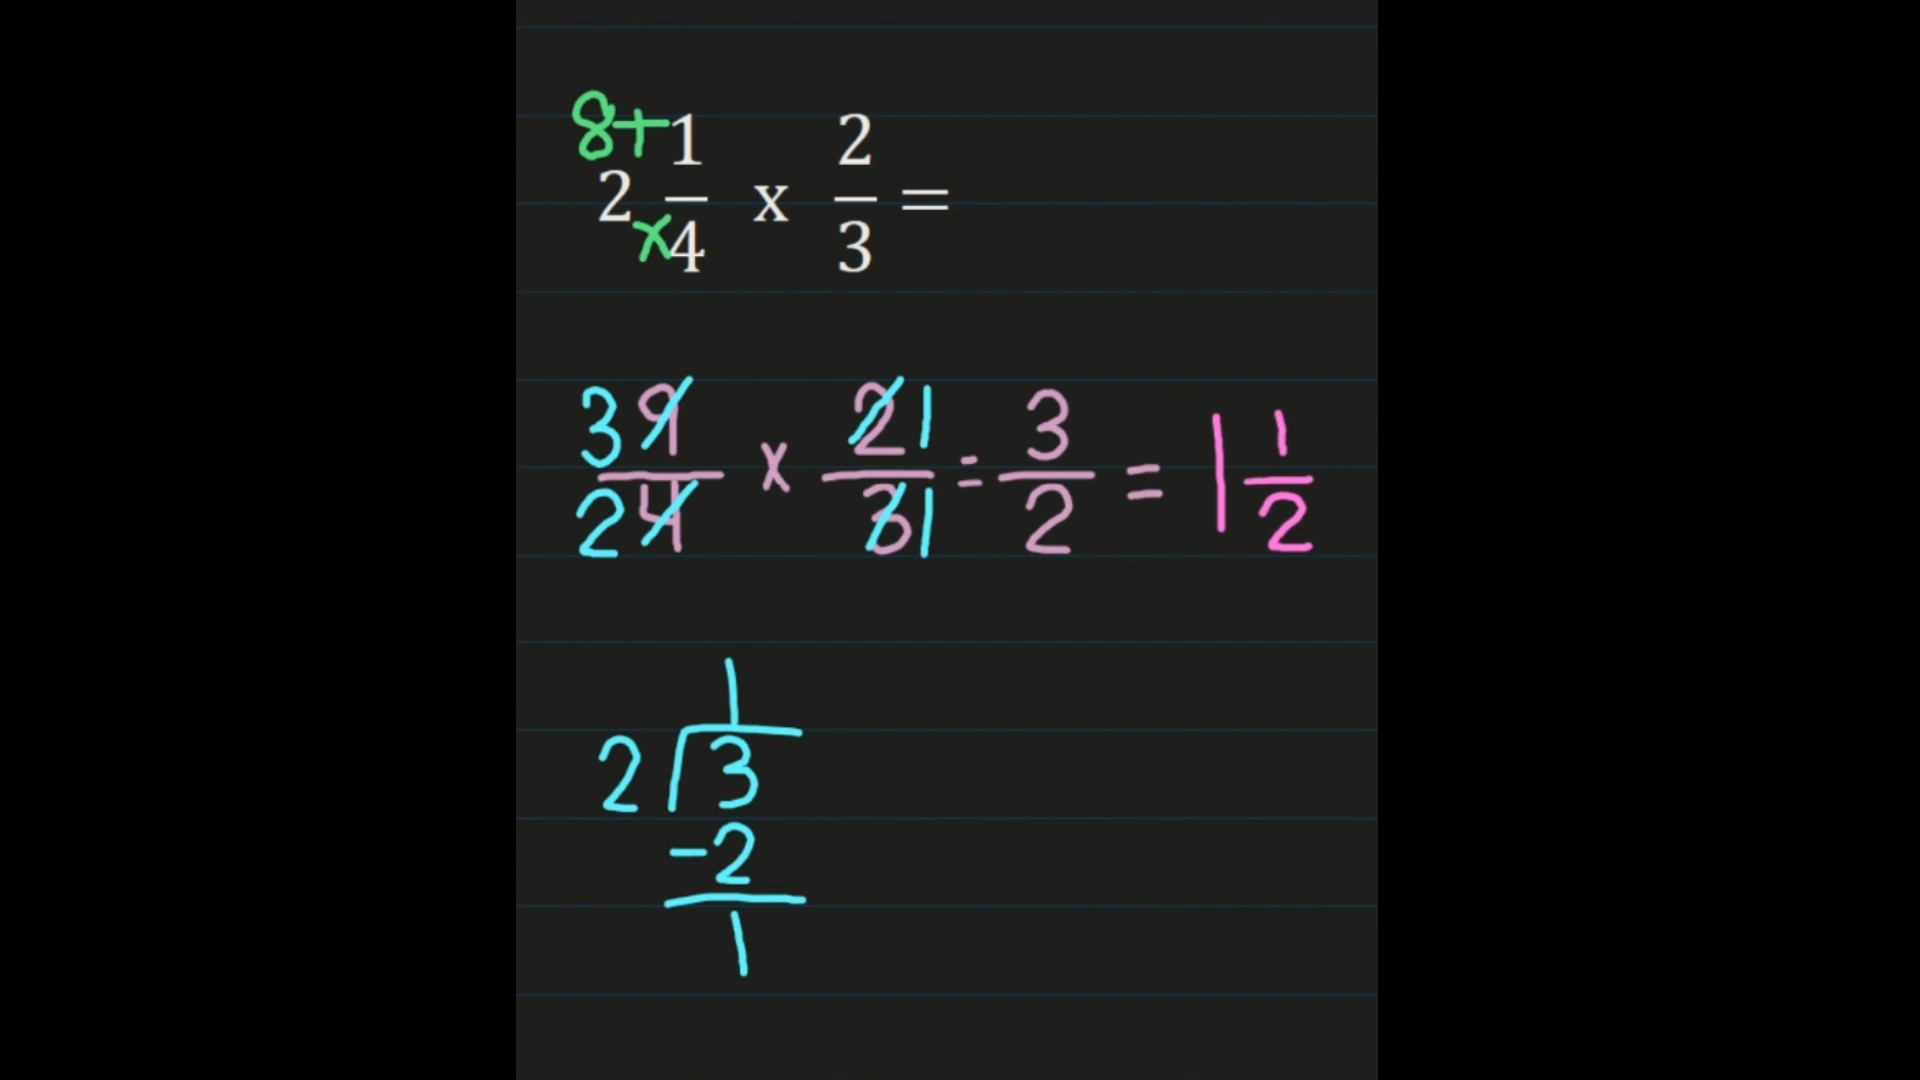 8+
2 x 1/4 x 2/3 =
3 9/2 4 x 2 1/3 1 = 3/2 = 1 1/2
1
2 3
-2
1